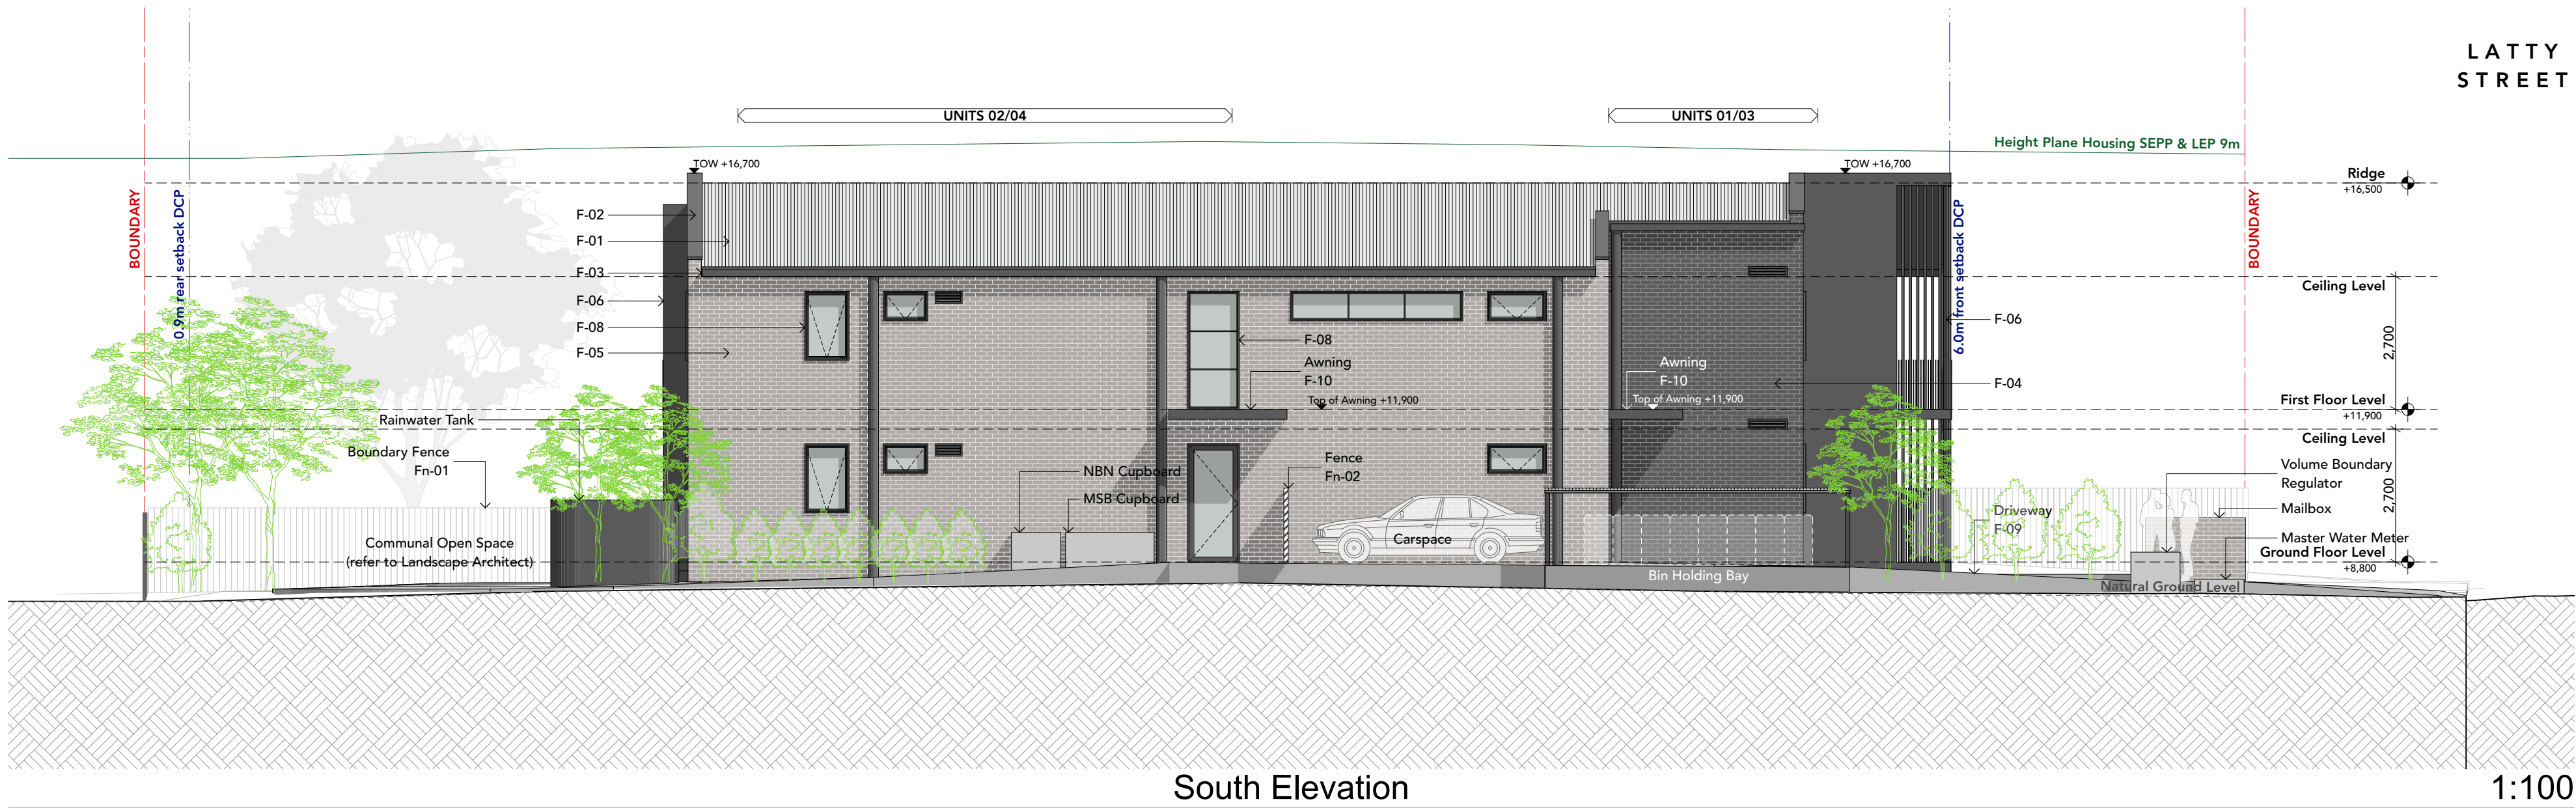 LATTY
STREET
UNITS 02/04
UNITS 01/03
Height Plane Housing SEPP & LEP 9m
TOW +16,700
TOW +16,700
Ridge
+16,500
BOUNDARY
0.9m rear setback DCP
6.0m front setback DCP
BOUNDARY
F-02
F-01
F-03
F-06
F-08
F-05
Ceiling Level
2,700
F-06
F-08
Awning
F-10
Top of Awning +11,900
Awning
F-10
Top of Awning +11,900
F-04
First Floor Level
+11,900
Rainwater Tank
Boundary Fence
Fn-01
Ceiling Level
2,700
NBN Cupboard
MSB Cupboard
Fence
Fn-02
Volume Boundary
Regulator
Mailbox
Driveway
F-09
Master Water Meter
Ground Floor Level
+8,800
Communal Open Space
(refer to Landscape Architect)
Carspace
Bin Holding Bay
Natural Ground Level
South Elevation
1:100